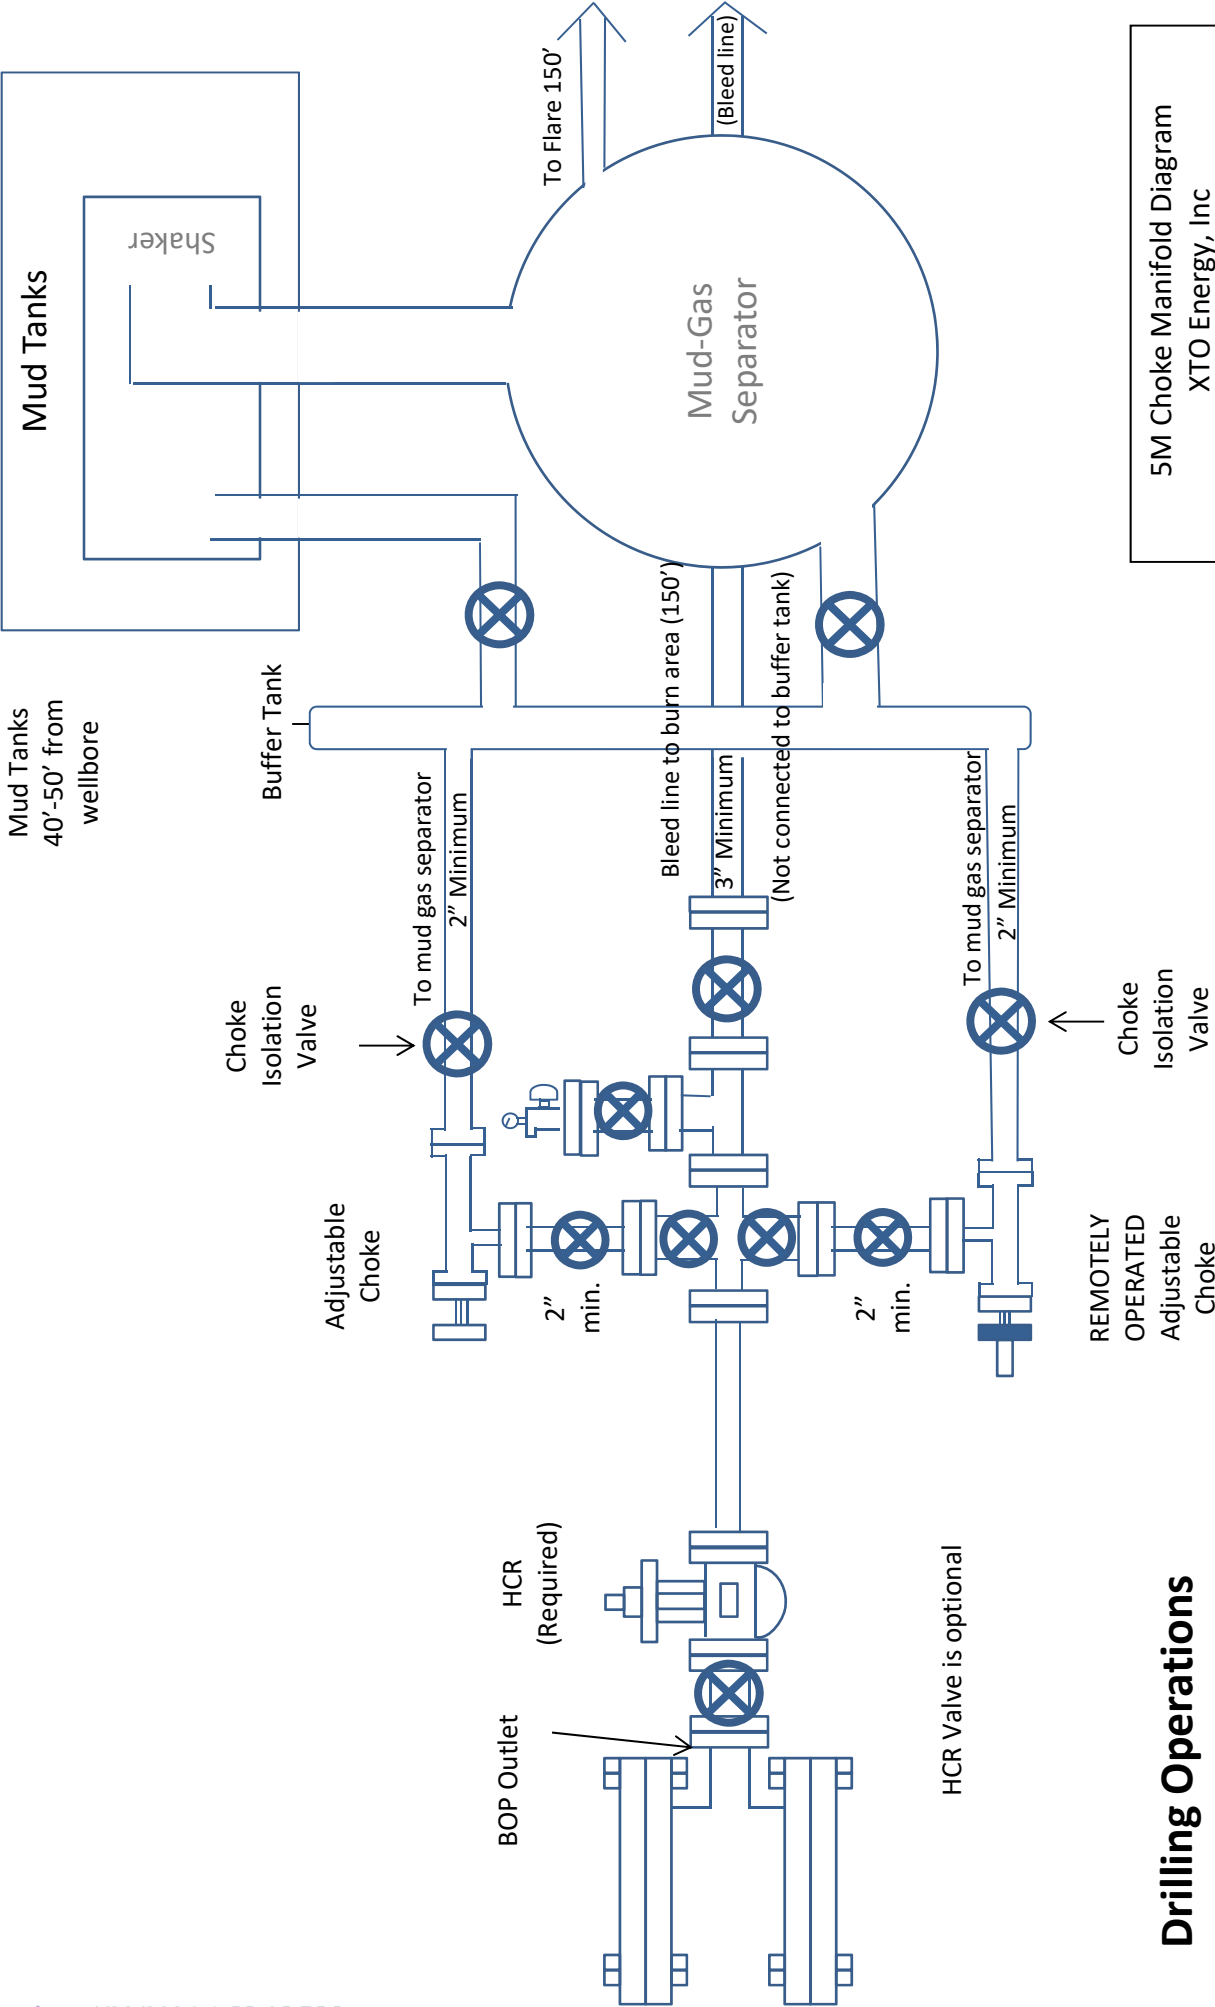 Mud Tanks
Shaker
Mud Tanks
40’-50’ from
wellbore
Buffer Tank
To Flare 150’
(Bleed line)
Mud-Gas
Separator
Choke
Isolation
Valve
To mud gas separator
2” Minimum
Bleed line to burn area (150’)
3” Minimum
(Not connected to buffer tank)
To mud gas separator
2” Minimum
Choke
Isolation
Valve
Adjustable
Choke
2”
min.
2”
min.
REMOTELY
OPERATED
Adjustable
Choke
HCR
(Required)
BOP Outlet
HCR Valve is optional
Drilling Operations
5M Choke Manifold Diagram
XTO Energy, Inc